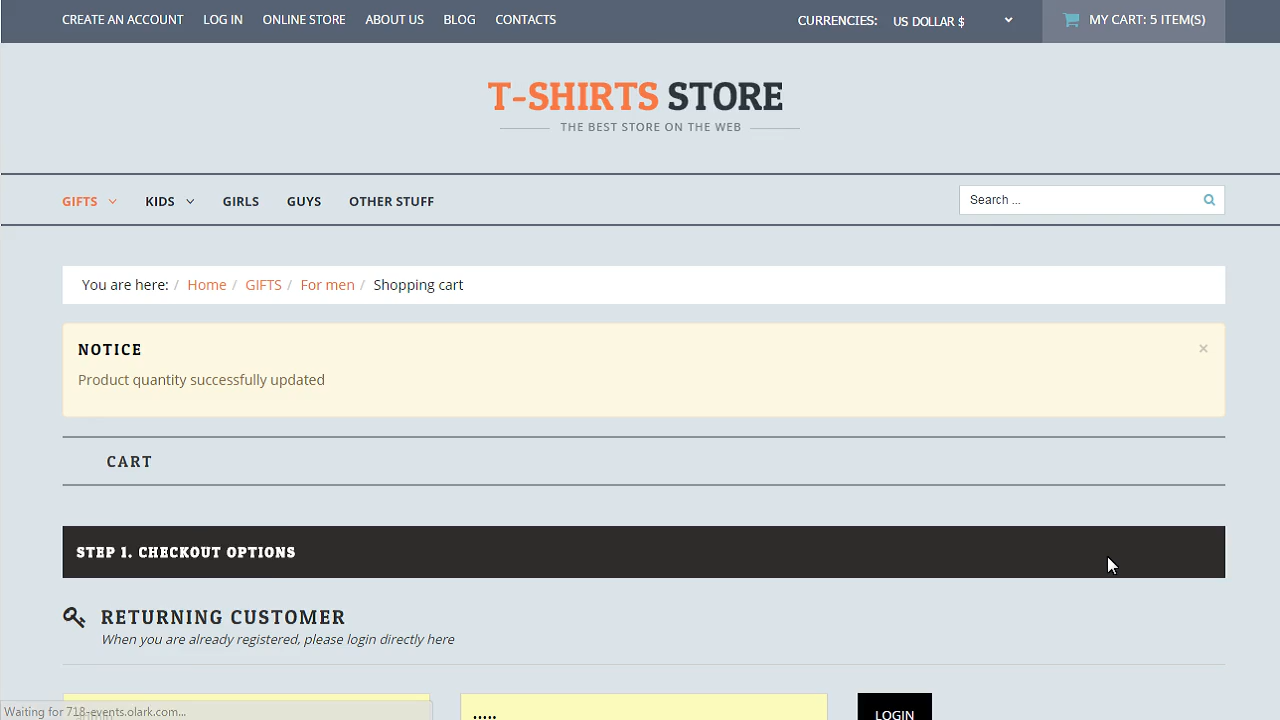 CREATE AN ACCOUNT LOG IN ONLINE STORE ABOUT US BLOG CONTACTS CURRENCIES: US DOLLAR $ MY CART: 5 ITEM(S)
T-SHIRTS STORE
THE BEST STORE ON THE WEB
GIFTS KIDS GIRLS GUYS OTHER STUFF Search ...
You are here: / Home / GIFTS / For men / Shopping cart
NOTICE ×
Product quantity successfully updated
CART
STEP 1. CHECKOUT OPTIONS
RETURNING CUSTOMER
When you are already registered, please login directly here
Waiting for 718-events.olark.com...
••••• LOGIN